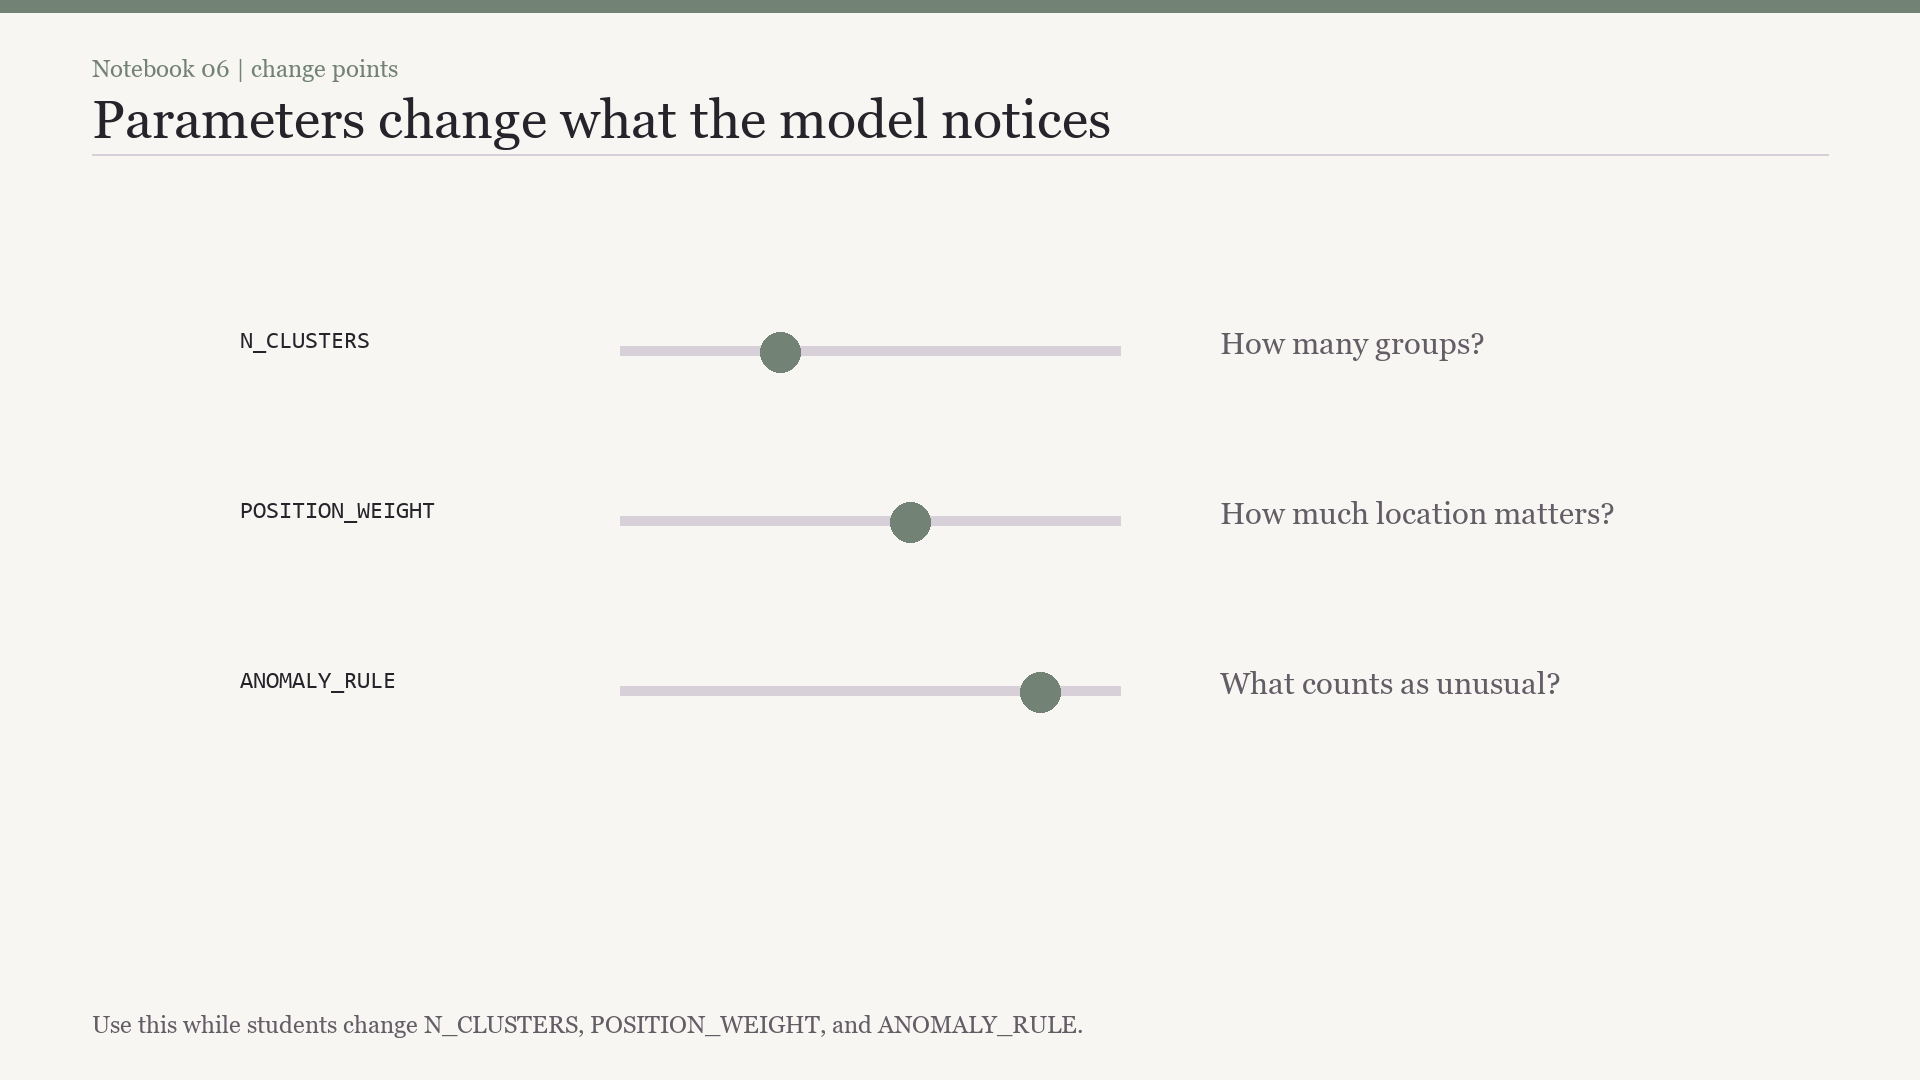 Notebook 06 | change points
Parameters change what the model notices
N_CLUSTERS
How many groups?
POSITION_WEIGHT
How much location matters?
ANOMALY_RULE
What counts as unusual?
Use this while students change N_CLUSTERS, POSITION_WEIGHT, and ANOMALY_RULE.